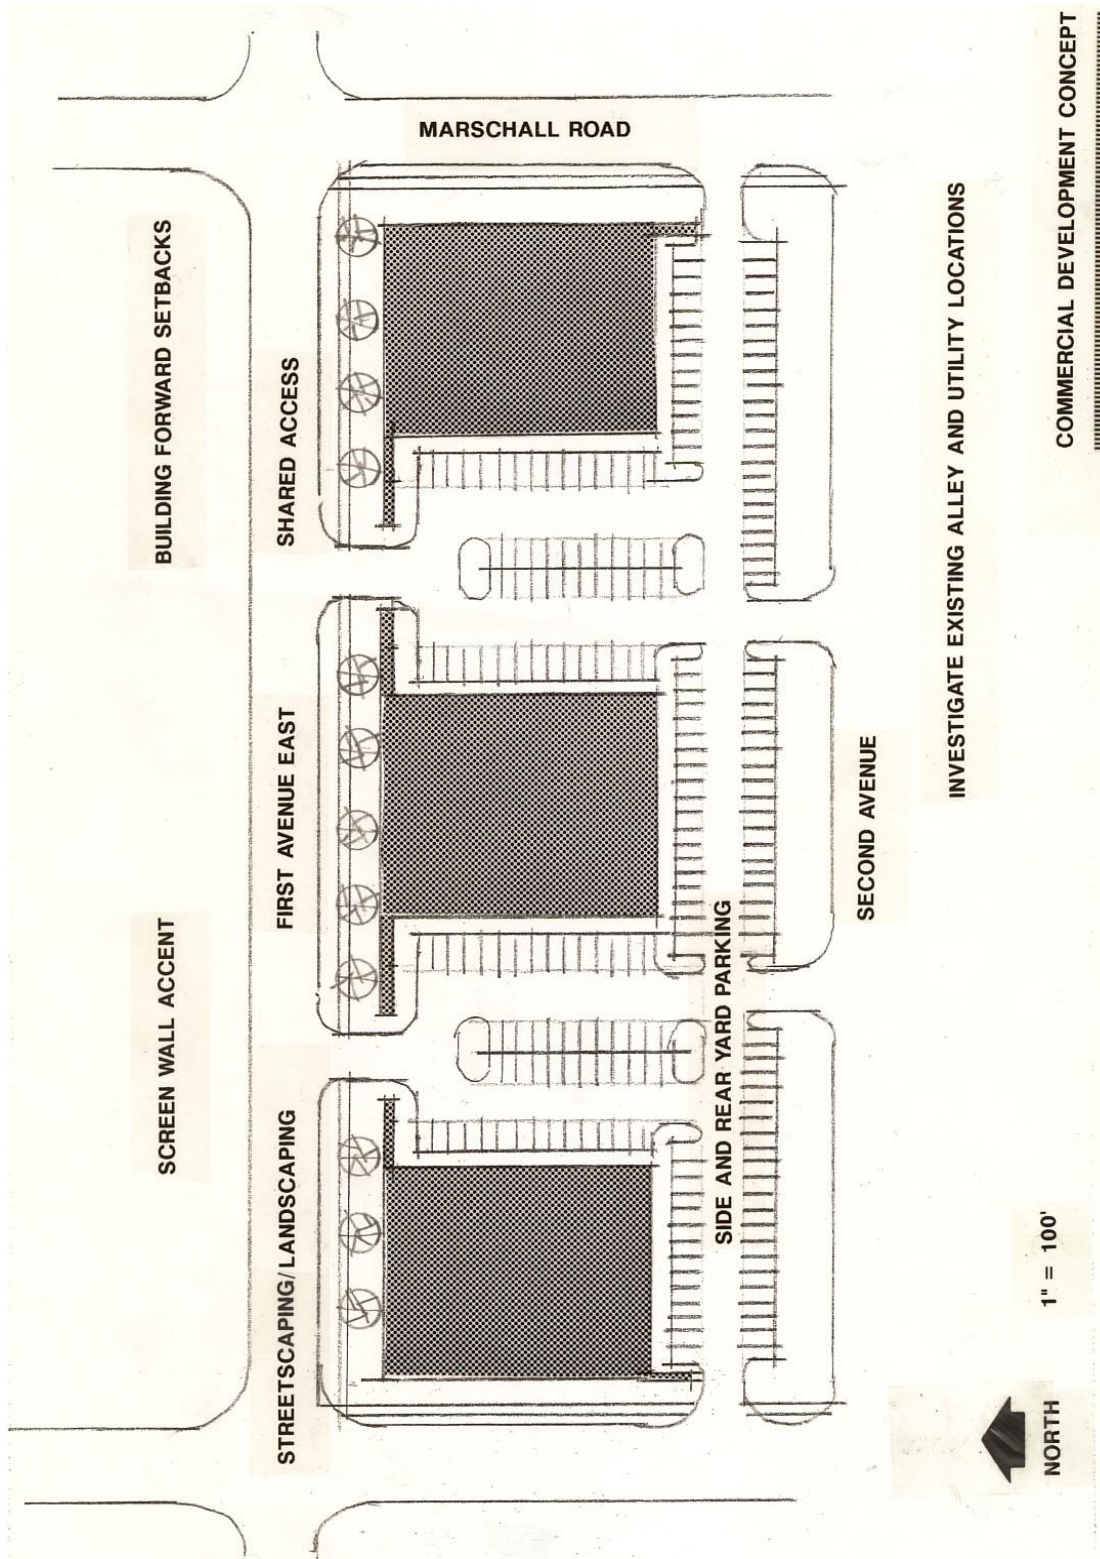 MARSCHALL ROAD
BUILDING FORWARD SETBACKS
SCREEN WALL ACCENT
SHARED ACCESS
FIRST AVENUE EAST
STREETSCAPING/LANDSCAPING
SIDE AND REAR YARD PARKING
SECOND AVENUE
INVESTIGATE EXISTING ALLEY AND UTILITY LOCATIONS
NORTH
1" = 100'
COMMERCIAL DEVELOPMENT CONCEPT